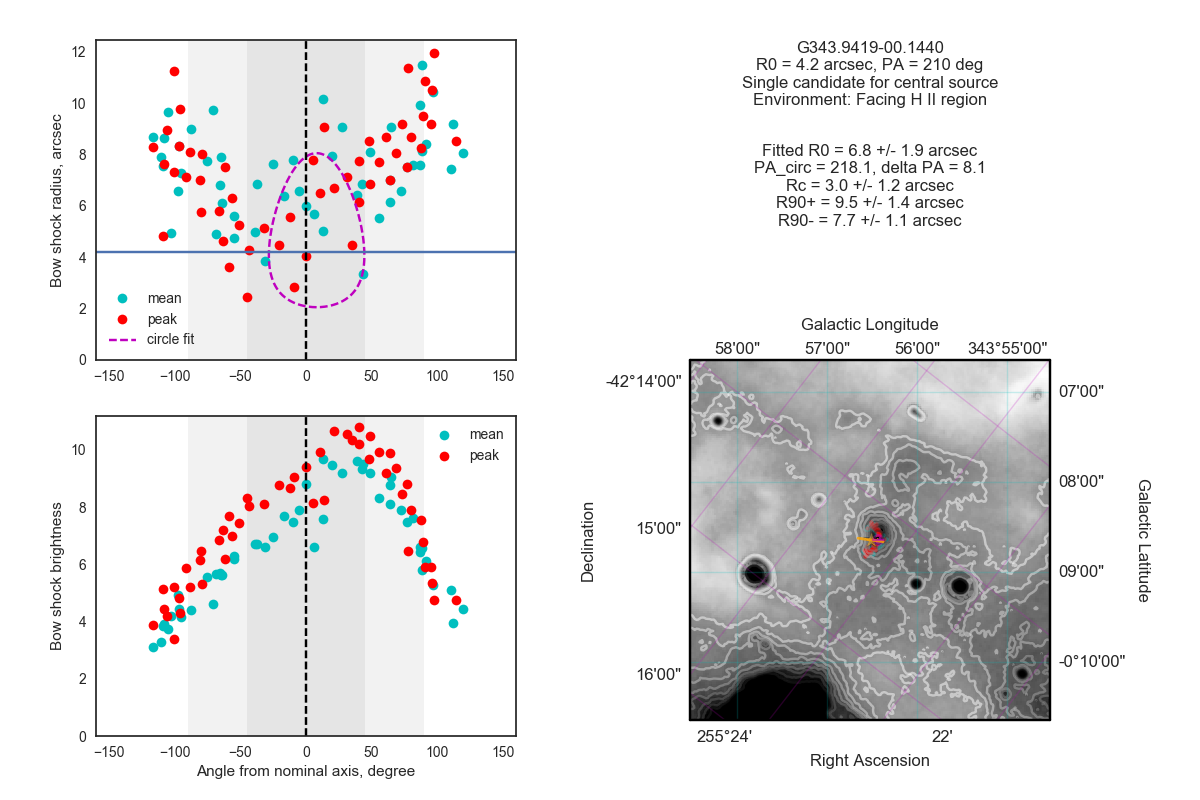 12
10
8
6
4
2
0
Bow shock radius, arcsec
mean
peak
circle fit
−150 −100 −50 0 50 100 150
10
8
6
4
2
0
Bow shock brightness
mean
peak
−150 −100 −50 0 50 100 150
Angle from nominal axis, degree
G343.9419-00.1440
R0 = 4.2 arcsec, PA = 210 deg
Single candidate for central source
Environment: Facing H II region
Fitted R0 = 6.8 +/- 1.9 arcsec
PA_circ = 218.1, delta PA = 8.1
Rc = 3.0 +/- 1.2 arcsec
R90+ = 9.5 +/- 1.4 arcsec
R90- = 7.7 +/- 1.1 arcsec
Galactic Longitude
58'00" 57'00" 56'00" 343°55'00"
-42°14'00"
15'00"
16'00"
Declination
07'00"
08'00"
09'00"
-0°10'00"
Galactic Latitude
255°24' 22'
Right Ascension